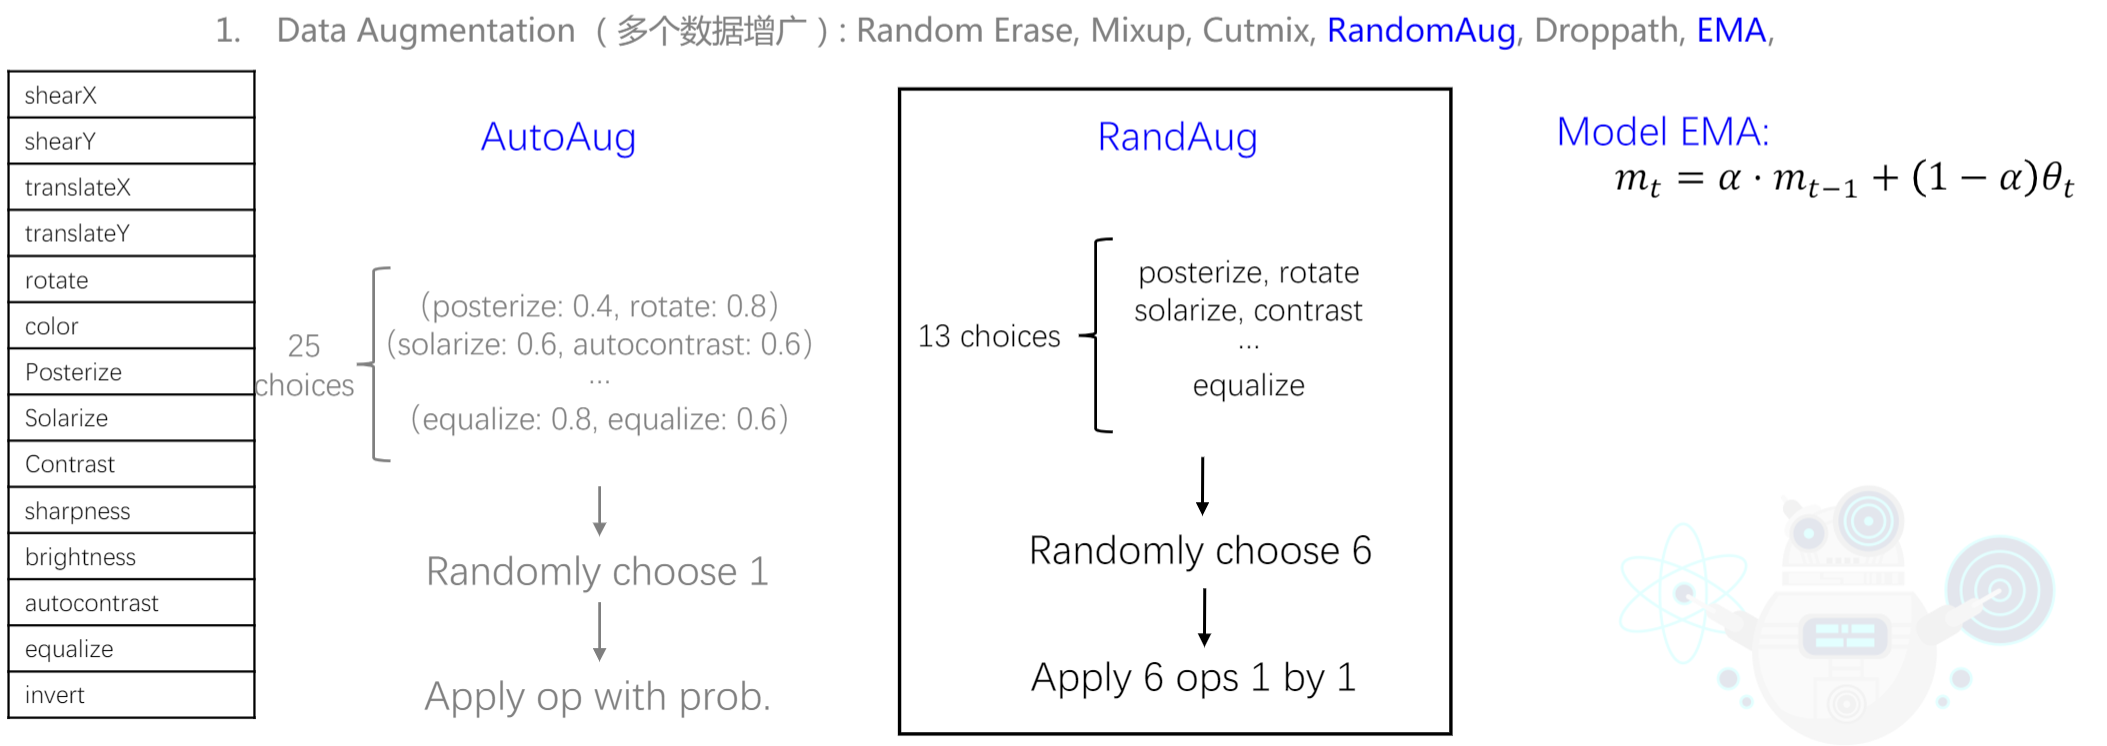 1. Data Augmentation （多个数据增广）: Random Erase, Mixup, Cutmix, RandomAug, Droppath, EMA,
shearX
shearY
translateX
translateY
rotate
color
Posterize
Solarize
Contrast
sharpness
brightness
autocontrast
equalize
invert
AutoAug
25
choices
（posterize: 0.4, rotate: 0.8）
（solarize: 0.6, autocontrast: 0.6）
...
（equalize: 0.8, equalize: 0.6）
Randomly choose 1
Apply op with prob.
RandAug
13 choices
posterize, rotate
solarize, contrast
...
equalize
Randomly choose 6
Apply 6 ops 1 by 1
Model EMA:
m_t = α · m_{t−1} + (1 − α)θ_t